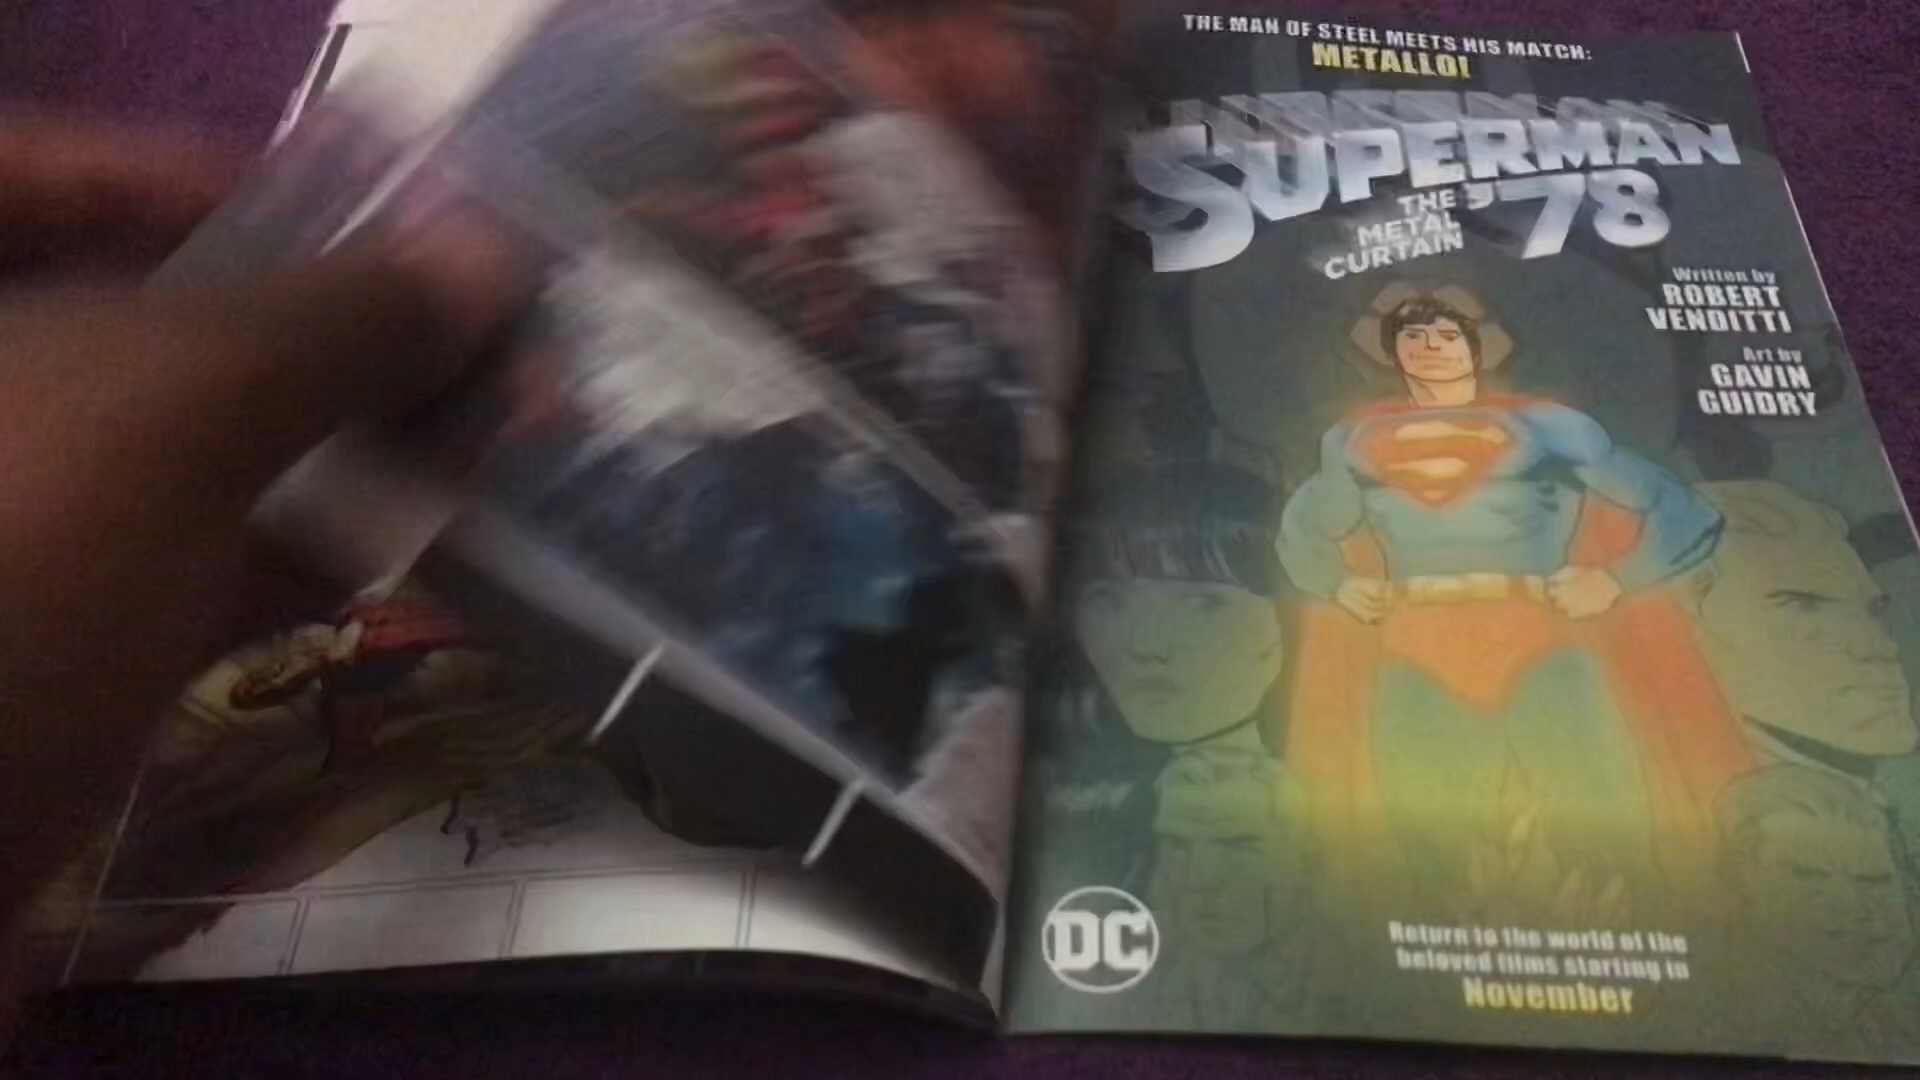 THE MAN OF STEEL MEETS HIS MATCH:
METALLO!
SUPERMAN
'78
THE
METAL
CURTAIN
Written by
ROBERT
VENDITTI
Art by
GAVIN
GUIDRY
DC
Return to the world of the
beloved films starting in
November